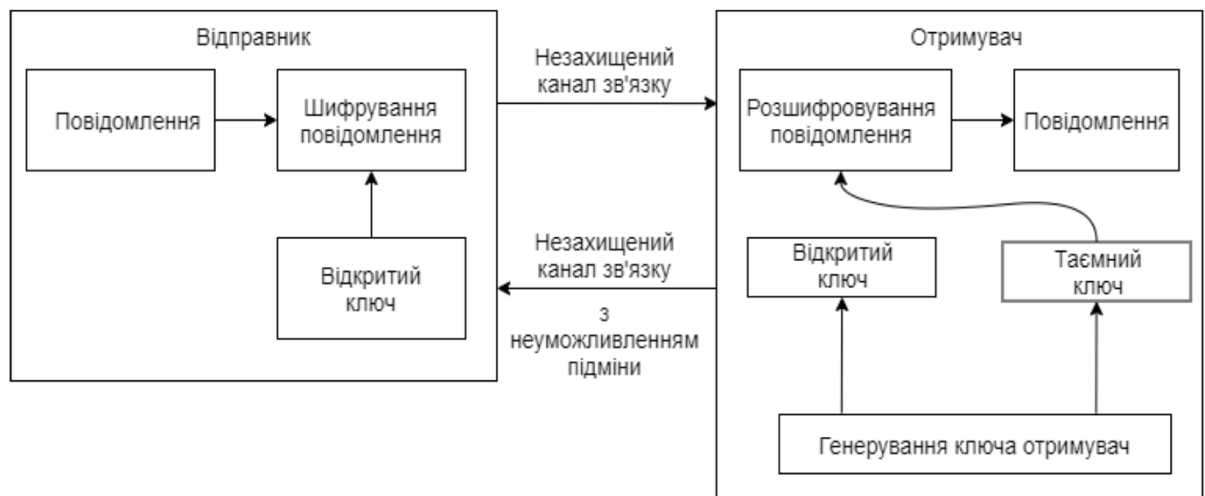 Відправник
Повідомлення
Шифрування
повідомлення
Відкритий
ключ
Незахищений
канал зв'язку
Незахищений
канал зв'язку
з
неуможливленням
підміни
Отримувач
Розшифровування
повідомлення
Повідомлення
Відкритий
ключ
Таємний
ключ
Генерування ключа отримувач